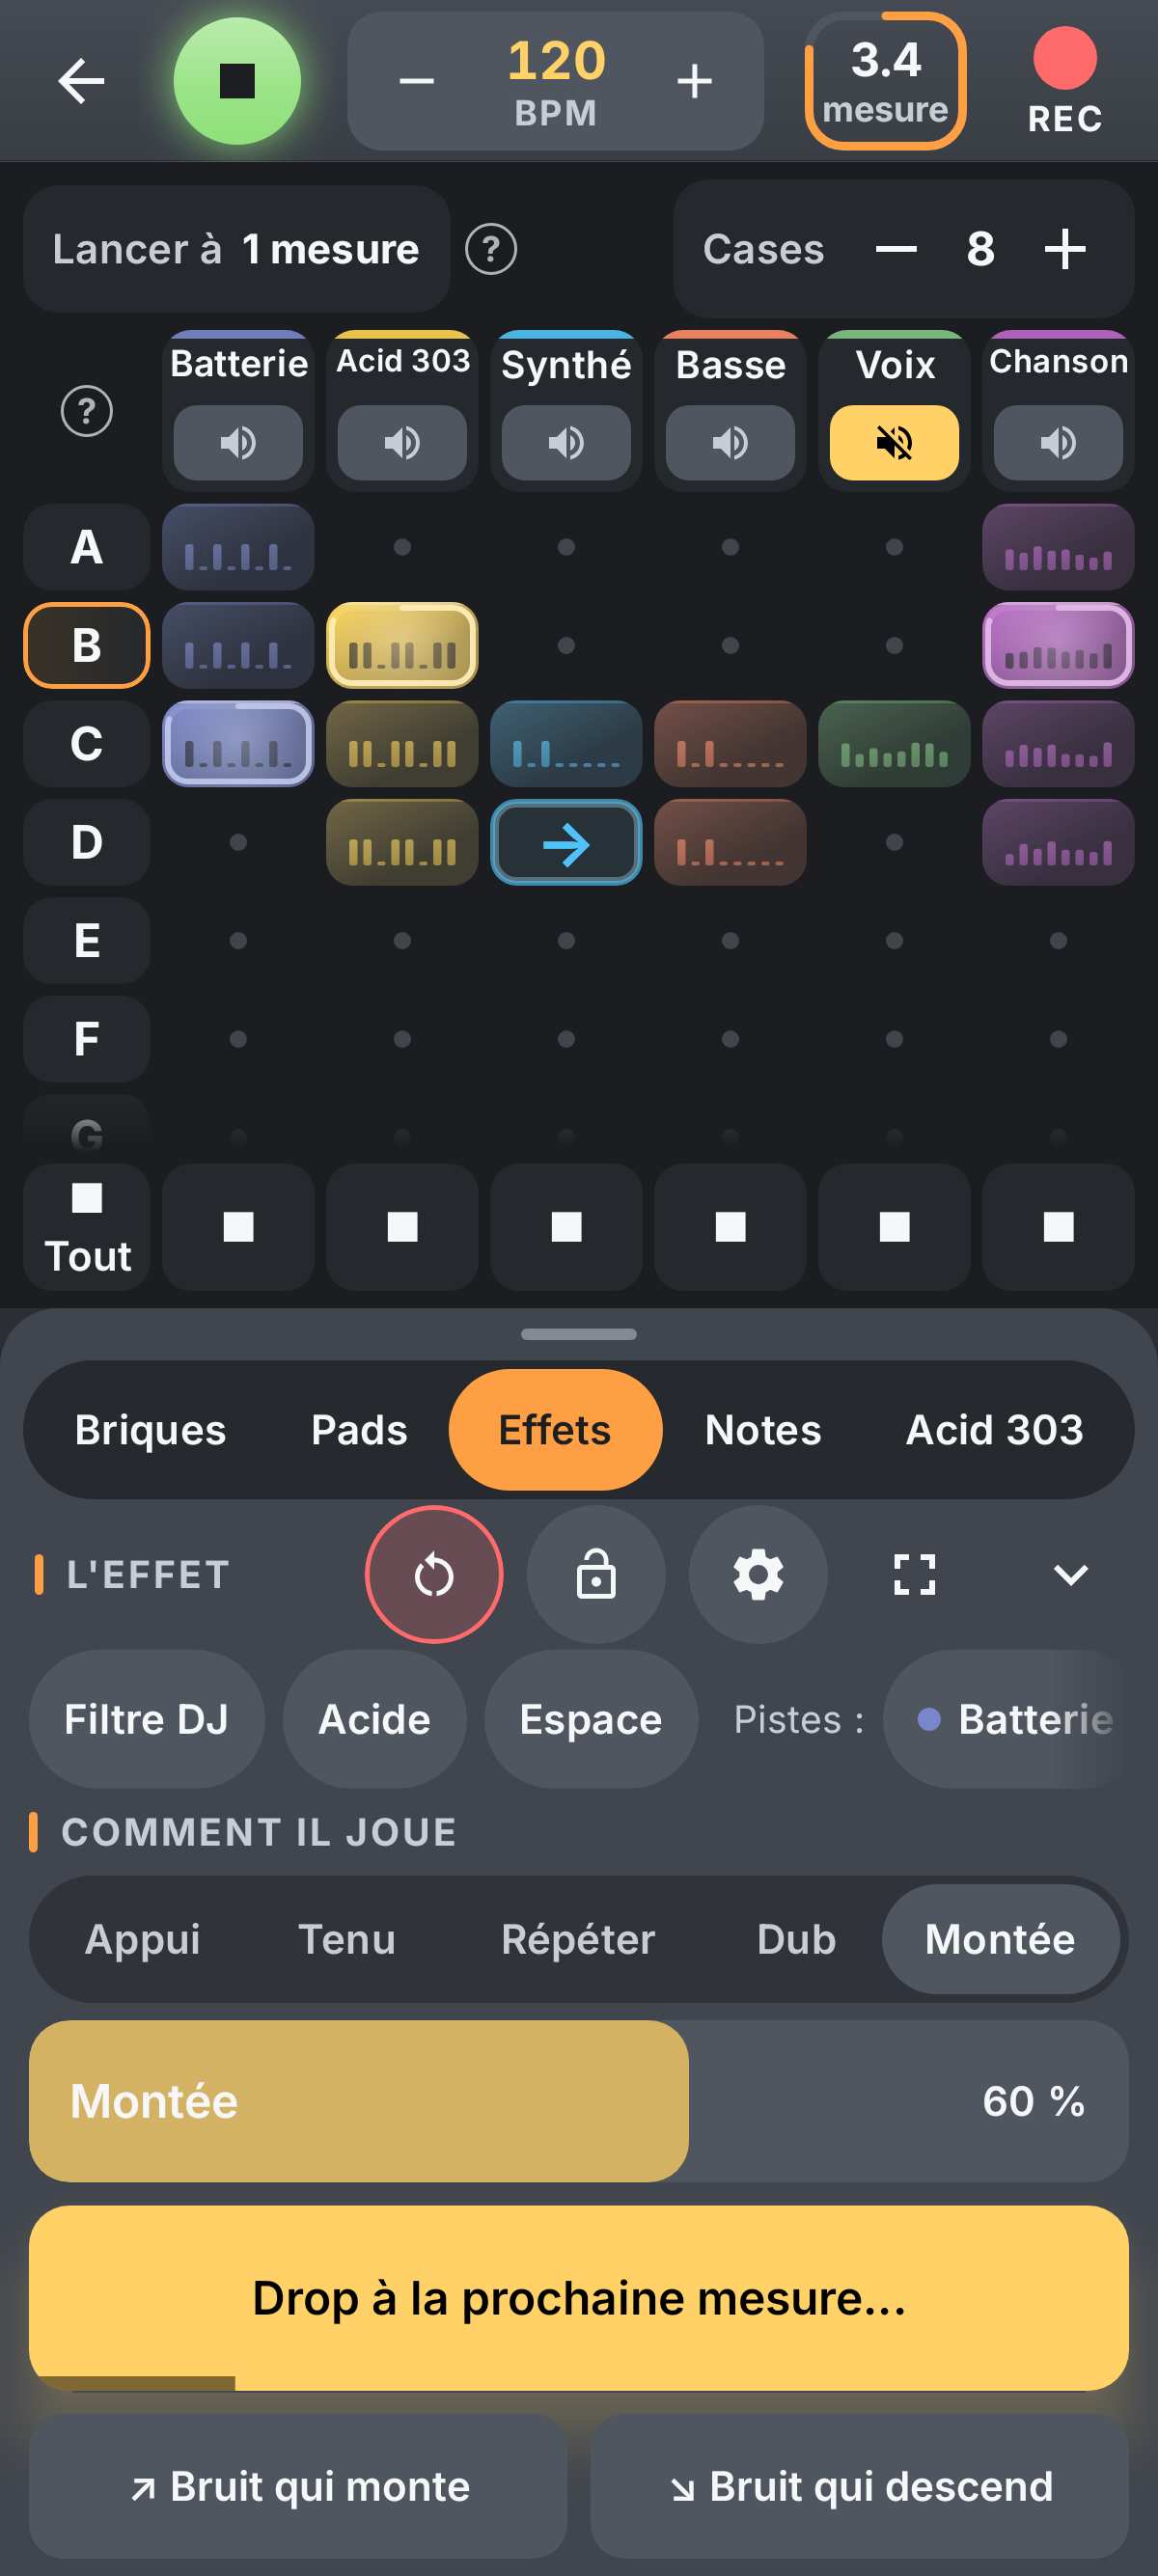 120
BPM
3.4
mesure
REC
Lancer à 1 mesure
?
Cases
8
?
Batterie
Acid 303
Synthé
Basse
Voix
Chanson
A
B
C
D
E
F
G
Tout
Briques
Pads
Effets
Notes
Acid 303
L'EFFET
Filtre DJ
Acide
Espace
Pistes :
Batterie
COMMENT IL JOUE
Appui
Tenu
Répéter
Dub
Montée
Montée
60 %
Drop à la prochaine mesure...
↗ Bruit qui monte
↘ Bruit qui descend